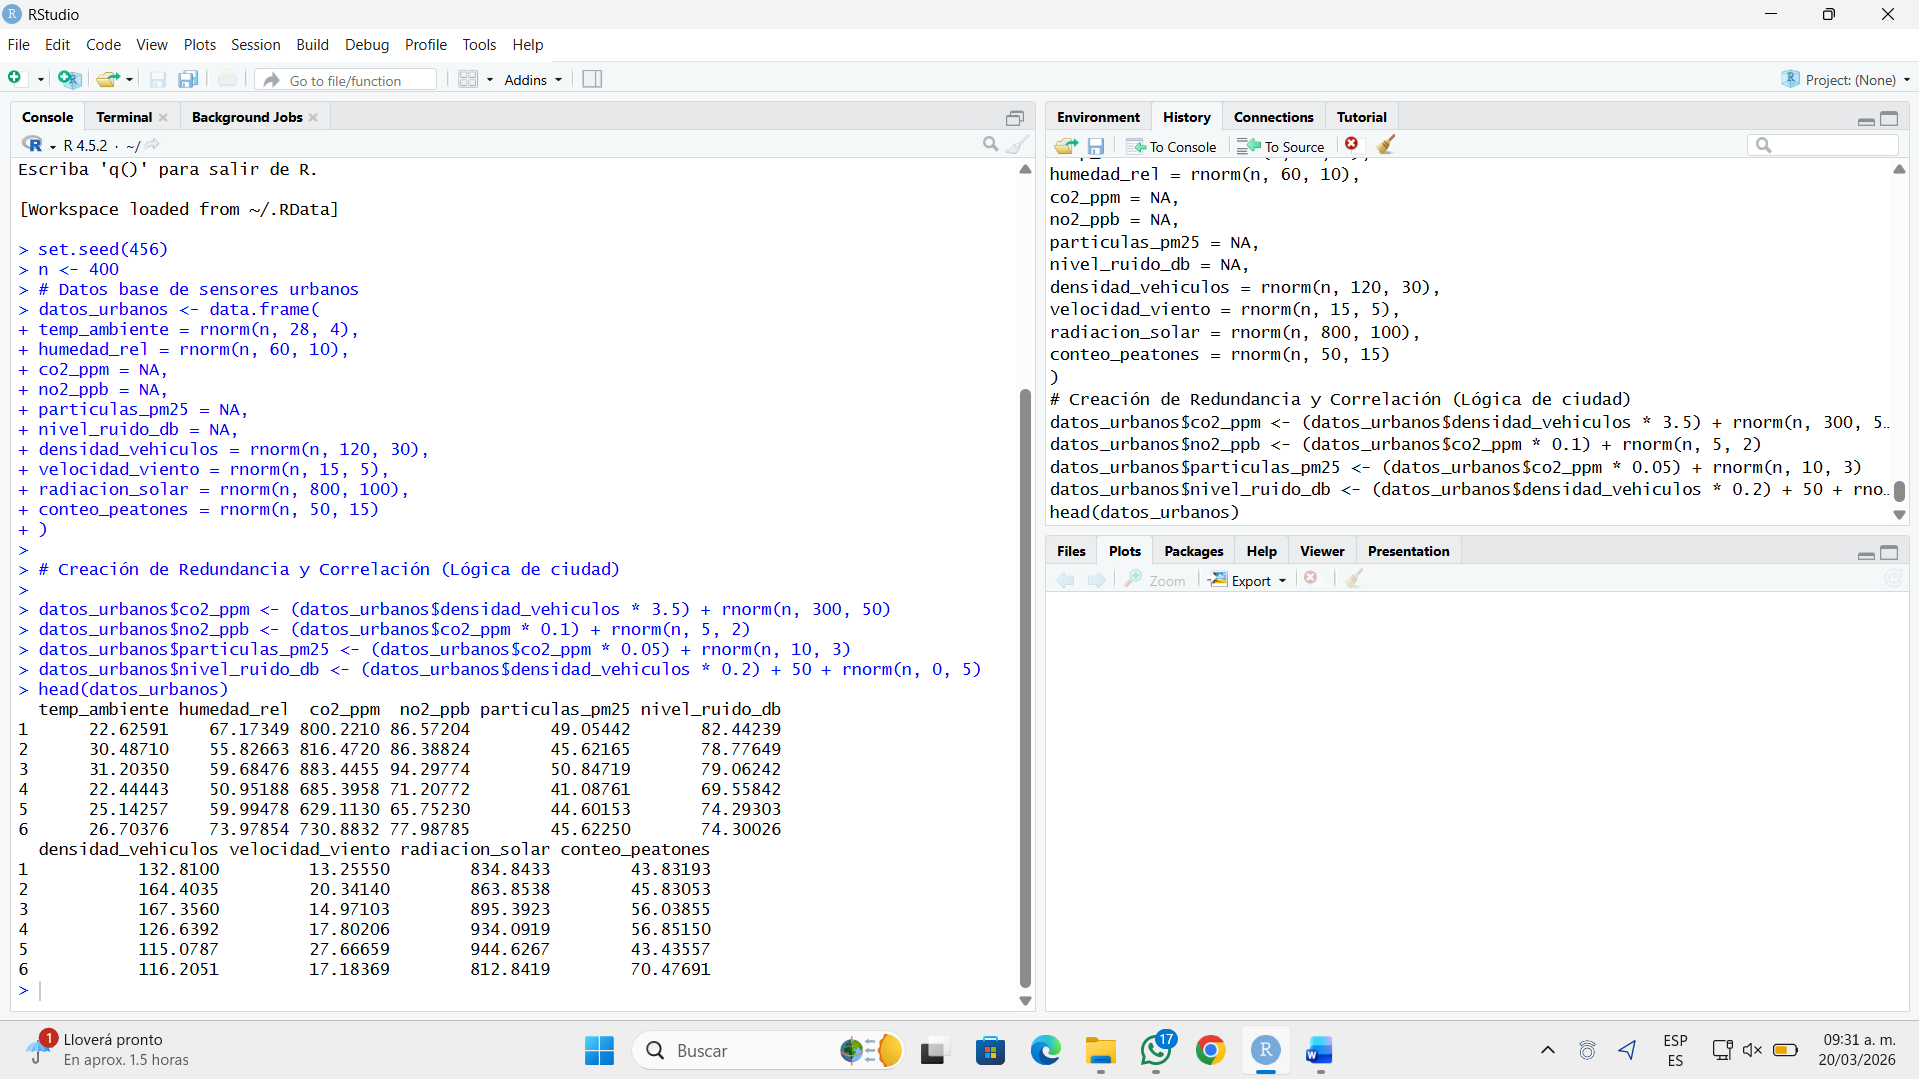 RStudio
File Edit Code View Plots Session Build Debug Profile Tools Help
Go to file/function Addins Project: (None)
Console Terminal Background Jobs
R 4.5.2 · ~/
Escriba 'q()' para salir de R.
[Workspace loaded from ~/.RData]
> set.seed(456)
> n <- 400
> # Datos base de sensores urbanos
> datos_urbanos <- data.frame(
+ temp_ambiente = rnorm(n, 28, 4),
+ humedad_rel = rnorm(n, 60, 10),
+ co2_ppm = NA,
+ no2_ppb = NA,
+ particulas_pm25 = NA,
+ nivel_ruido_db = NA,
+ densidad_vehiculos = rnorm(n, 120, 30),
+ velocidad_viento = rnorm(n, 15, 5),
+ radiacion_solar = rnorm(n, 800, 100),
+ conteo_peatones = rnorm(n, 50, 15)
+ )
>
> # Creación de Redundancia y Correlación (Lógica de ciudad)
>
> datos_urbanos$co2_ppm <- (datos_urbanos$densidad_vehiculos * 3.5) + rnorm(n, 300, 50)
> datos_urbanos$no2_ppb <- (datos_urbanos$co2_ppm * 0.1) + rnorm(n, 5, 2)
> datos_urbanos$particulas_pm25 <- (datos_urbanos$co2_ppm * 0.05) + rnorm(n, 10, 3)
> datos_urbanos$nivel_ruido_db <- (datos_urbanos$densidad_vehiculos * 0.2) + 50 + rnorm(n, 0, 5)
> head(datos_urbanos)
temp_ambiente humedad_rel co2_ppm no2_ppb particulas_pm25 nivel_ruido_db
1 22.62591 67.17349 800.2210 86.57204 49.05442 82.44239
2 30.48710 55.82663 816.4720 86.38824 45.62165 78.77649
3 31.20350 59.68476 883.4455 94.29774 50.84719 79.06242
4 22.44443 50.95188 685.3958 71.20772 41.08761 69.55842
5 25.14257 59.99478 629.1130 65.75230 44.60153 74.29303
6 26.70376 73.97854 730.8832 77.98785 45.62250 74.30026
densidad_vehiculos velocidad_viento radiacion_solar conteo_peatones
1 132.8100 13.25550 834.8433 43.83193
2 164.4035 20.34140 863.8538 45.83053
3 167.3560 14.97103 895.3923 56.03855
4 126.6392 17.80206 934.0919 56.85150
5 115.0787 27.66659 944.6267 43.43557
6 116.2051 17.18369 812.8419 70.47691
>
Environment History Connections Tutorial
To Console To Source
humedad_rel = rnorm(n, 60, 10),
co2_ppm = NA,
no2_ppb = NA,
particulas_pm25 = NA,
nivel_ruido_db = NA,
densidad_vehiculos = rnorm(n, 120, 30),
velocidad_viento = rnorm(n, 15, 5),
radiacion_solar = rnorm(n, 800, 100),
conteo_peatones = rnorm(n, 50, 15)
)
# Creación de Redundancia y Correlación (Lógica de ciudad)
datos_urbanos$co2_ppm <- (datos_urbanos$densidad_vehiculos * 3.5) + rnorm(n, 300, 5..
datos_urbanos$no2_ppb <- (datos_urbanos$co2_ppm * 0.1) + rnorm(n, 5, 2)
datos_urbanos$particulas_pm25 <- (datos_urbanos$co2_ppm * 0.05) + rnorm(n, 10, 3)
datos_urbanos$nivel_ruido_db <- (datos_urbanos$densidad_vehiculos * 0.2) + 50 + rno..
head(datos_urbanos)
Files Plots Packages Help Viewer Presentation
Zoom Export
1
Lloverá pronto
En aprox. 1.5 horas
Buscar
17
ESP
ES
09:31 a. m.
20/03/2026